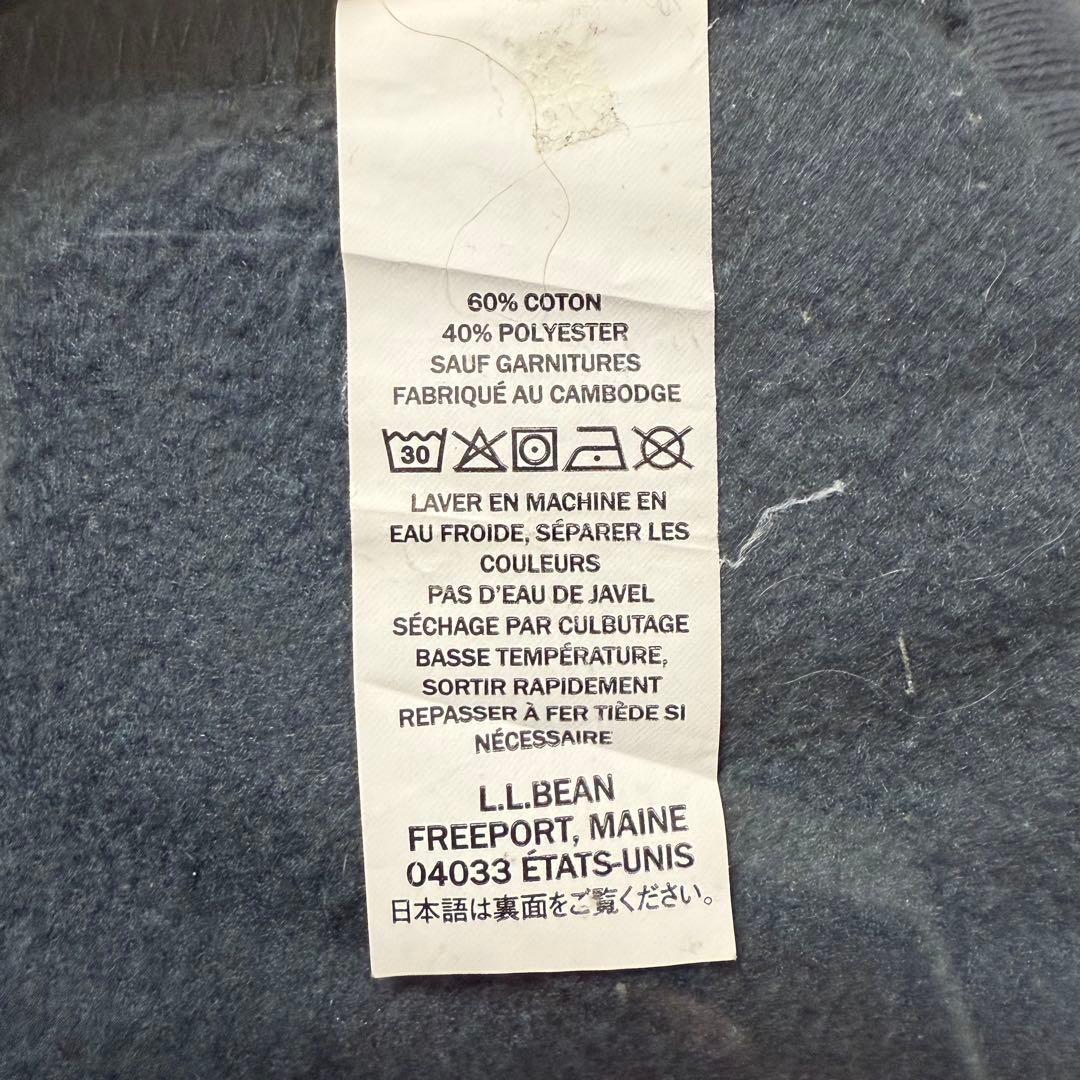 60% COTON
40% POLYESTER
SAUF GARNITURES
FABRIQUÉ AU CAMBODGE
30
LAVER EN MACHINE EN
EAU FROIDE, SÉPARER LES
COULEURS
PAS D'EAU DE JAVEL
SÉCHAGE PAR CULBUTAGE
BASSE TEMPÉRATURE,
SORTIR RAPIDEMENT
REPASSER À FER TIÈDE SI
NÉCESSAIRE
L.L.BEAN
FREEPORT, MAINE
04033 ÉTATS-UNIS
日本語は裏面をご覧ください。